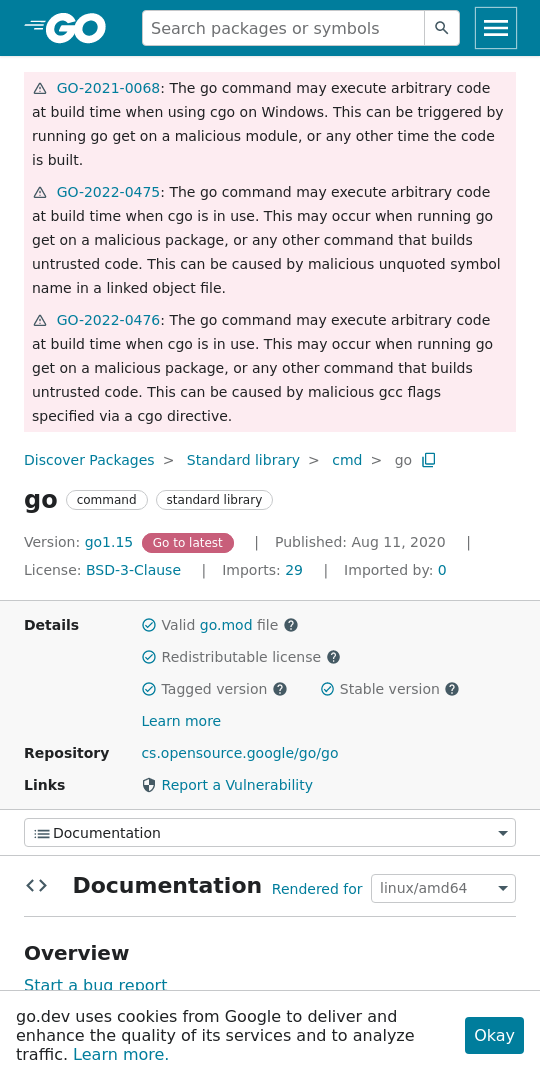 GO
Search packages or symbols
GO-2021-0068: The go command may execute arbitrary code
at build time when using cgo on Windows. This can be triggered by
running go get on a malicious module, or any other time the code
is built.
GO-2022-0475: The go command may execute arbitrary code
at build time when cgo is in use. This may occur when running go
get on a malicious package, or any other command that builds
untrusted code. This can be caused by malicious unquoted symbol
name in a linked object file.
GO-2022-0476: The go command may execute arbitrary code
at build time when cgo is in use. This may occur when running go
get on a malicious package, or any other command that builds
untrusted code. This can be caused by malicious gcc flags
specified via a cgo directive.
Discover Packages > Standard library > cmd > go
go command standard library
Version: go1.15 Go to latest | Published: Aug 11, 2020 |
License: BSD-3-Clause | Imports: 29 | Imported by: 0
Details Valid go.mod file
Redistributable license
Tagged version Stable version
Learn more
Repository cs.opensource.google/go/go
Links Report a Vulnerability
Documentation
Documentation Rendered for linux/amd64
Overview
Start a bug report
go.dev uses cookies from Google to deliver and
enhance the quality of its services and to analyze
traffic. Learn more.
Okay